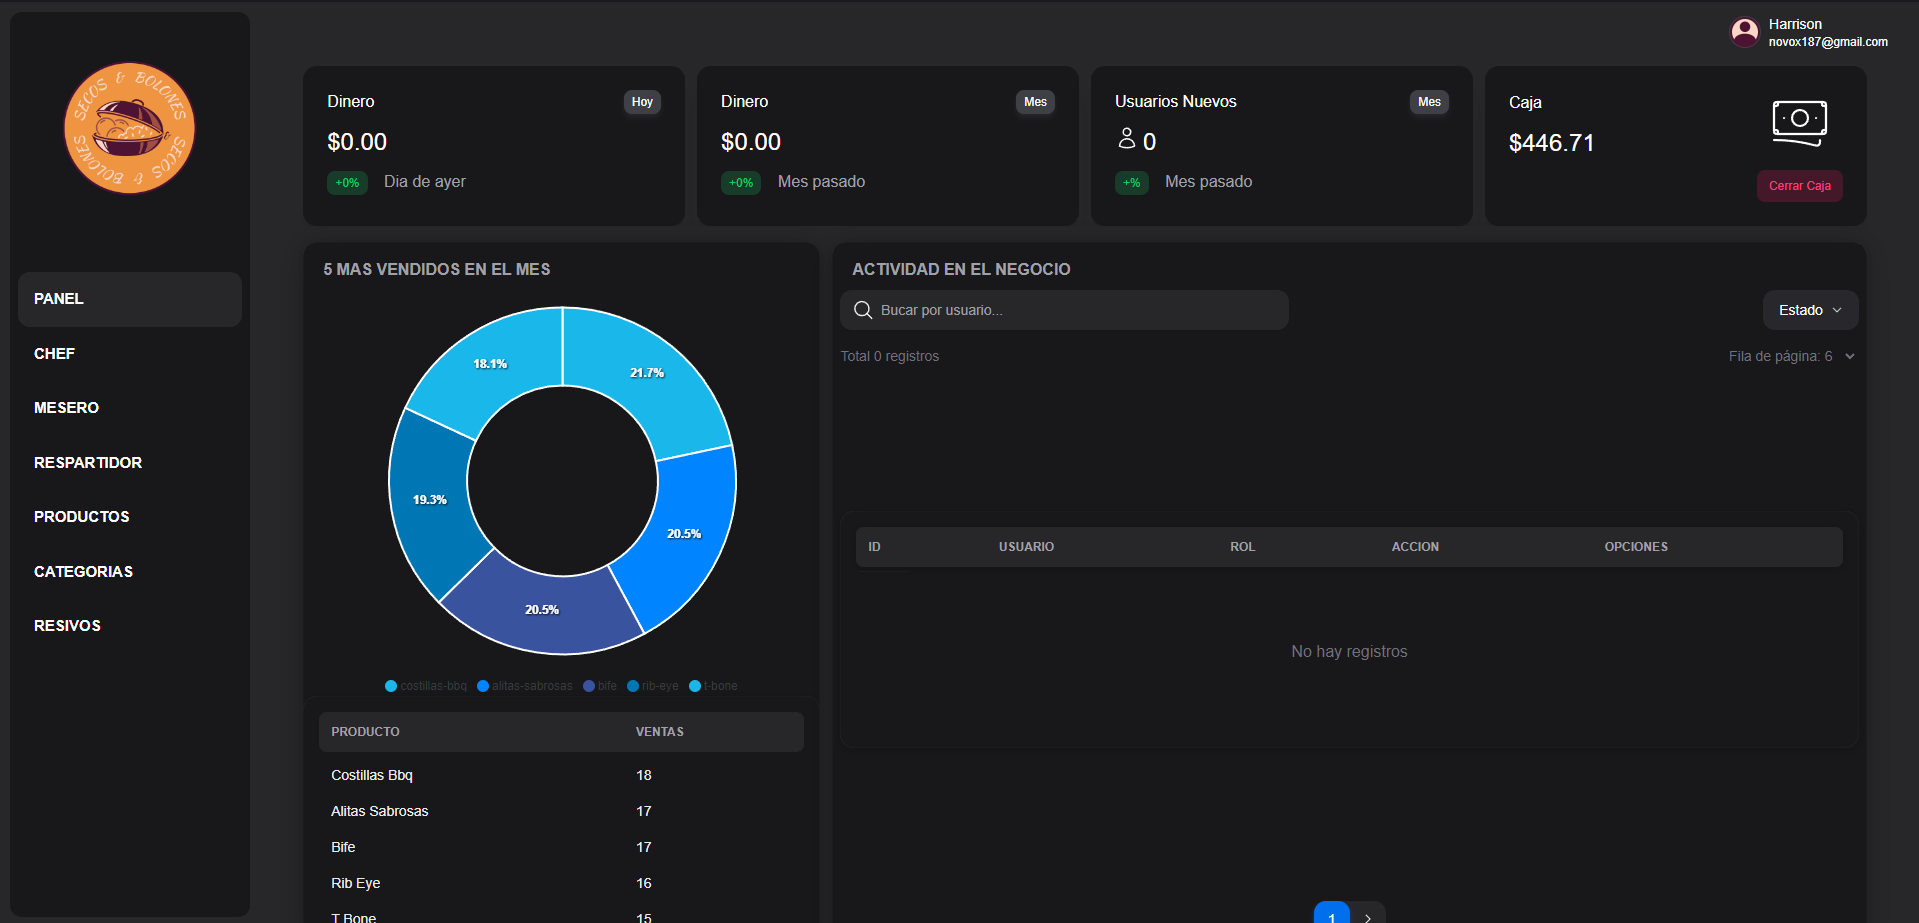 SECOS & BOLONES
SECOS & BOLONES
Harrison
novox187@gmail.com
PANEL
CHEF
MESERO
RESPARTIDOR
PRODUCTOS
CATEGORIAS
RESIVOS
Dinero
Hoy
$0.00
+0% Dia de ayer
Dinero
Mes
$0.00
+0% Mes pasado
Usuarios Nuevos
Mes
0
+% Mes pasado
Caja
$446.71
Cerrar Caja
5 MAS VENDIDOS EN EL MES
18.1%
21.7%
19.3%
20.5%
20.5%
costillas-bbq alitas-sabrosas bife rib-eye t-bone
PRODUCTO VENTAS
Costillas Bbq 18
Alitas Sabrosas 17
Bife 17
Rib Eye 16
T Bone 15
ACTIVIDAD EN EL NEGOCIO
Bucar por usuario...
Estado
Total 0 registros
Fila de página: 6
ID USUARIO ROL ACCION OPCIONES
No hay registros
1